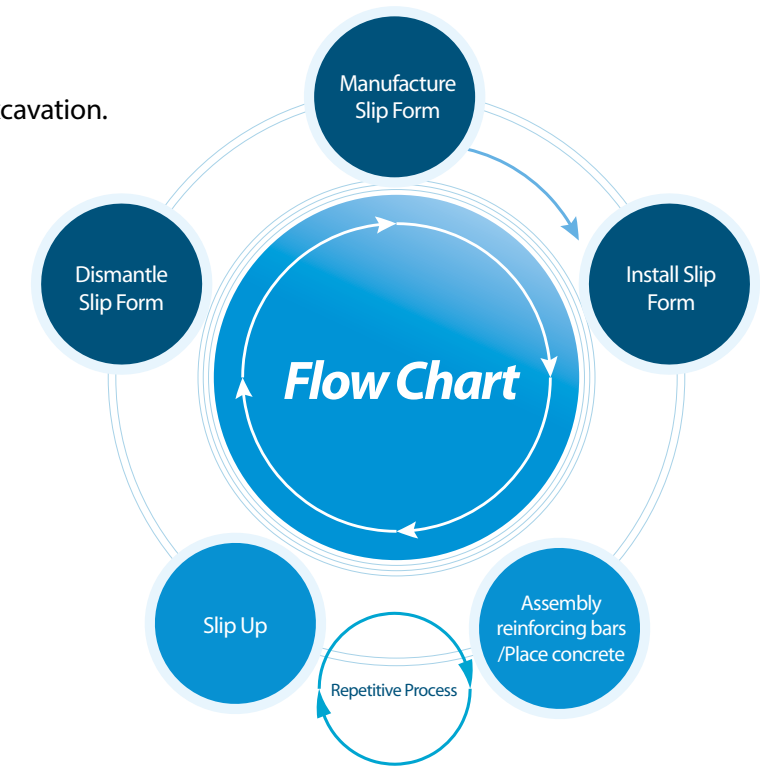 cavation.
Manufacture
Slip Form
Install Slip
Form
Assembly
reinforcing bars
/Place concrete
Repetitive Process
Slip Up
Dismantle
Slip Form
Flow Chart